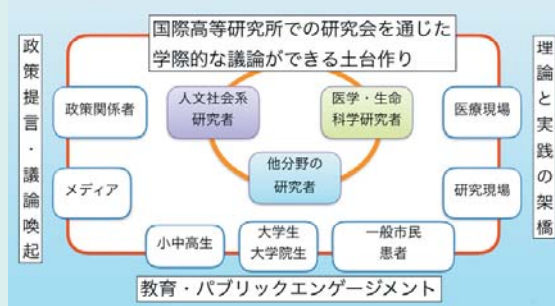 国際高等研究所での研究会を通じた
学際的な議論ができる土台作り
政策提言・議論喚起
理論と実践の架橋
政策関係者
人文社会系
研究者
医学・生命
科学研究者
医療現場
他分野の
研究者
メディア
研究現場
小中高生
大学生
大学院生
一般市民
患者
教育・パブリックエンゲージメント